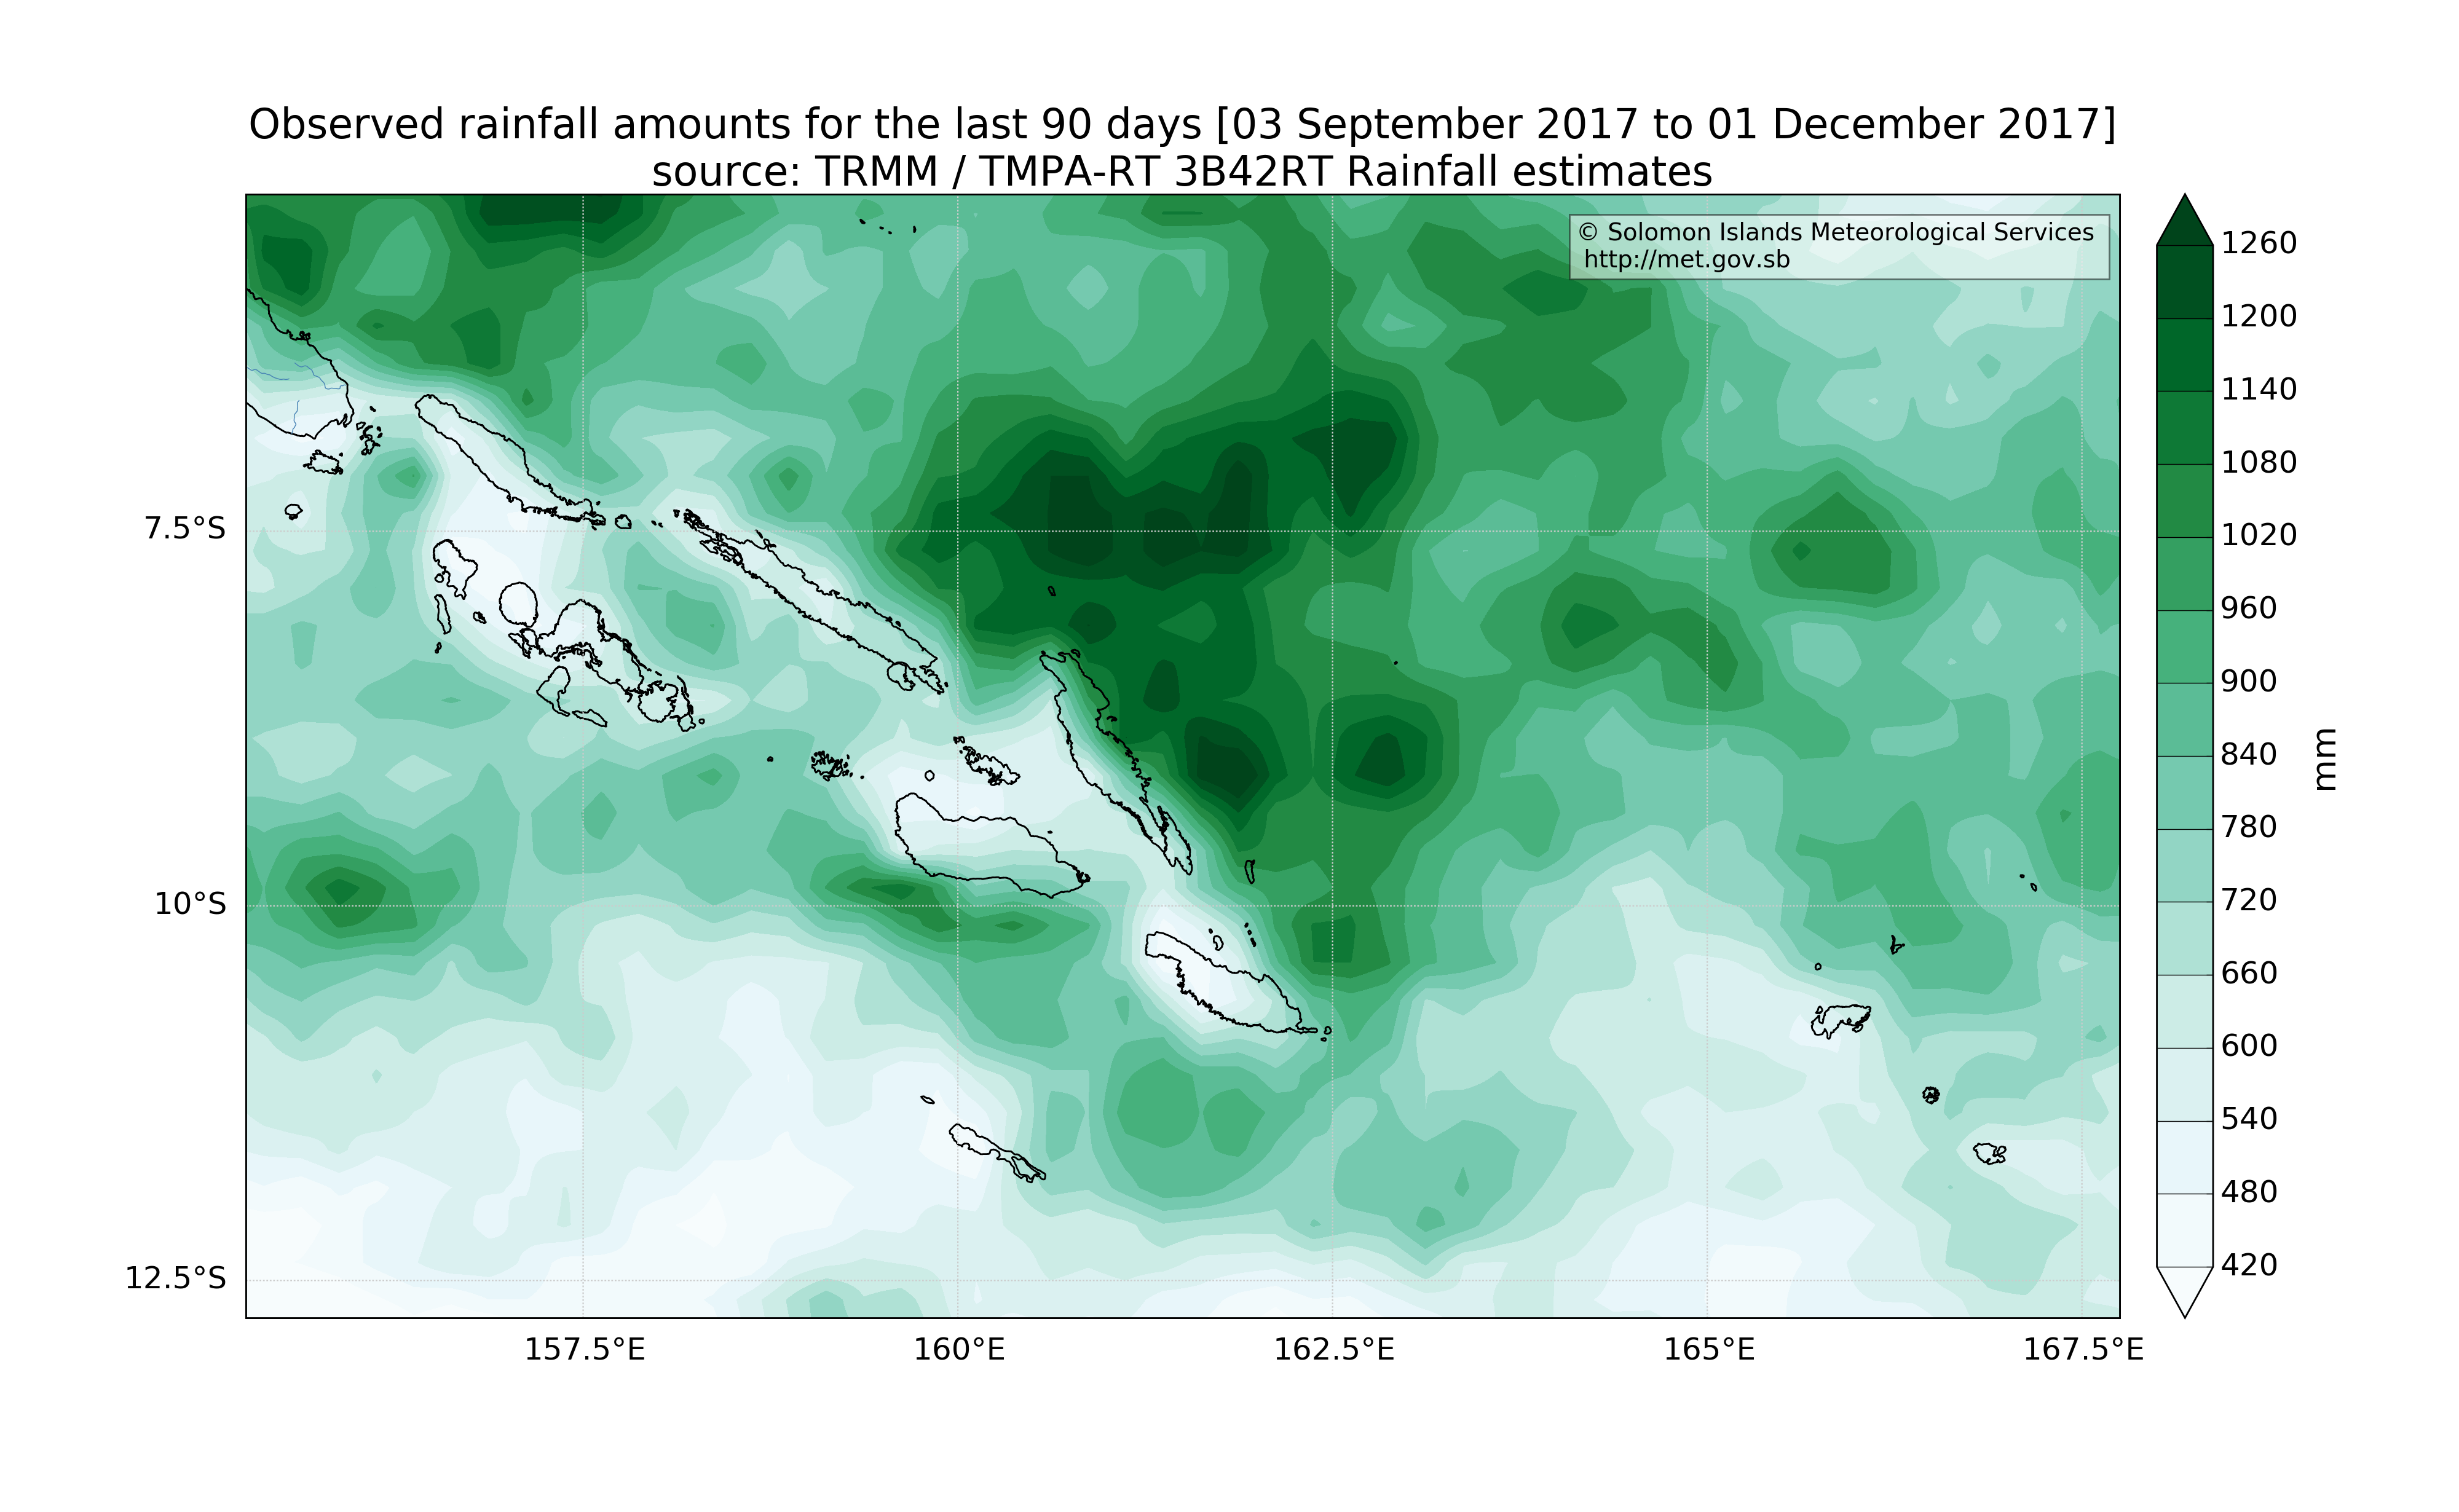 Observed rainfall amounts for the last 90 days [03 September 2017 to 01 December 2017]
source: TRMM / TMPA-RT 3B42RT Rainfall estimates
© Solomon Islands Meteorological Services
http://met.gov.sb
7.5°S
10°S
12.5°S
157.5°E
160°E
162.5°E
165°E
167.5°E
1260
1200
1140
1080
1020
960
900
840
780
720
660
600
540
480
420
mm